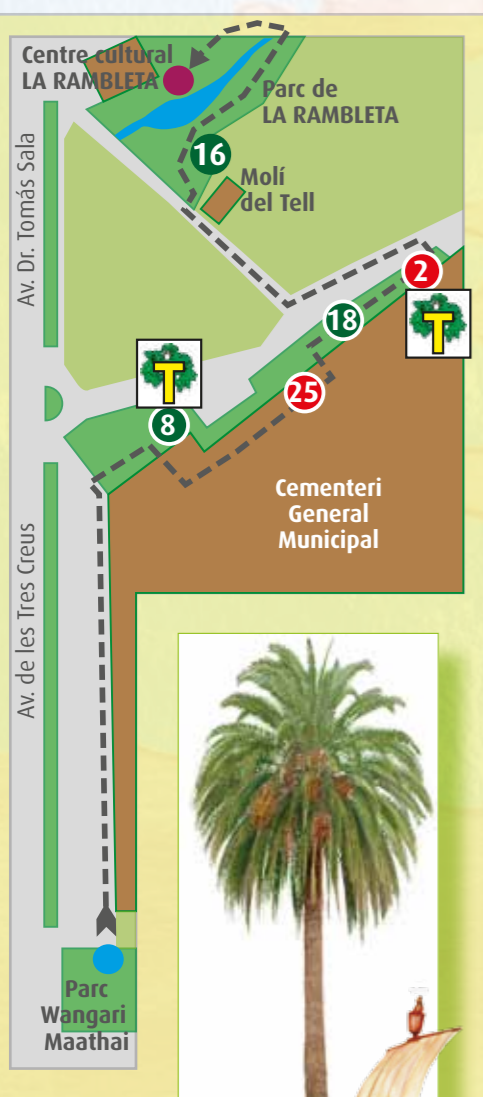 Centre cultural
LA RAMBLETA
Parc de
LA RAMBLETA
16
Molí
del Tell
Av. Dr. Tomás Sala
2
T
18
T
25
8
Cementeri
General
Municipal
Av. de les Tres Creus
Parc
Wangari
Maathai